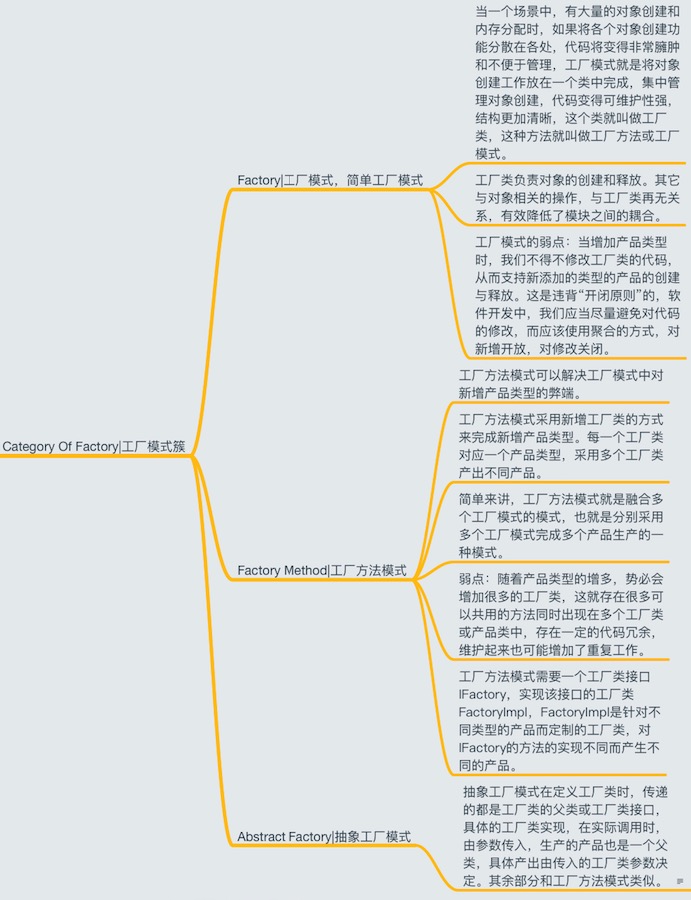 当一个场景中，有大量的对象创建和
内存分配时，如果将各个对象创建功
能分散在各处，代码将变得非常臃肿
和不便于管理，工厂模式就是将对象
创建工作放在一个类中完成，集中管
理对象创建，代码变得可维护性强，
结构更加清晰，这个类就叫做工厂
类，这种方法就叫做工厂方法或工厂
模式。
Factory|工厂模式，简单工厂模式
工厂类负责对象的创建和释放。其它
与对象相关的操作，与工厂类再无关
系，有效降低了模块之间的耦合。
工厂模式的弱点：当增加产品类型
时，我们不得不修改工厂类的代码，
从而支持新添加的类型的产品的创建
与释放。这是违背“开闭原则”的，软
件开发中，我们应当尽量避免对代码
的修改，而应该使用聚合的方式，对
新增开放，对修改关闭。
Category Of Factory|工厂模式簇
工厂方法模式可以解决工厂模式中对
新增产品类型的弊端。
工厂方法模式采用新增工厂类的方式
来完成新增产品类型。每一个工厂类
对应一个产品类型，采用多个工厂类
产出不同产品。
简单来讲，工厂方法模式就是融合多
个工厂模式的模式，也就是分别采用
多个工厂模式完成多个产品生产的一
种模式。
Factory Method|工厂方法模式
弱点：随着产品类型的增多，势必会
增加很多的工厂类，这就存在很多可
以共用的方法同时出现在多个工厂类
或产品类中，存在一定的代码冗余，
维护起来也可能增加了重复工作。
工厂方法模式需要一个工厂类接口
IFactory，实现该接口的工厂类
FactoryImpl，FactoryImpl是针对不
同类型的产品而定制的工厂类，对
IFactory的方法的实现不同而产生不
同的产品。
Abstract Factory|抽象工厂模式
抽象工厂模式在定义工厂类时，传递
的都是工厂类的父类或工厂类接口，
具体的工厂类实现，在实际调用时，
由参数传入，生产的产品也是一个父
类，具体产出由传入的工厂类参数决
定。其余部分和工厂方法模式类似。